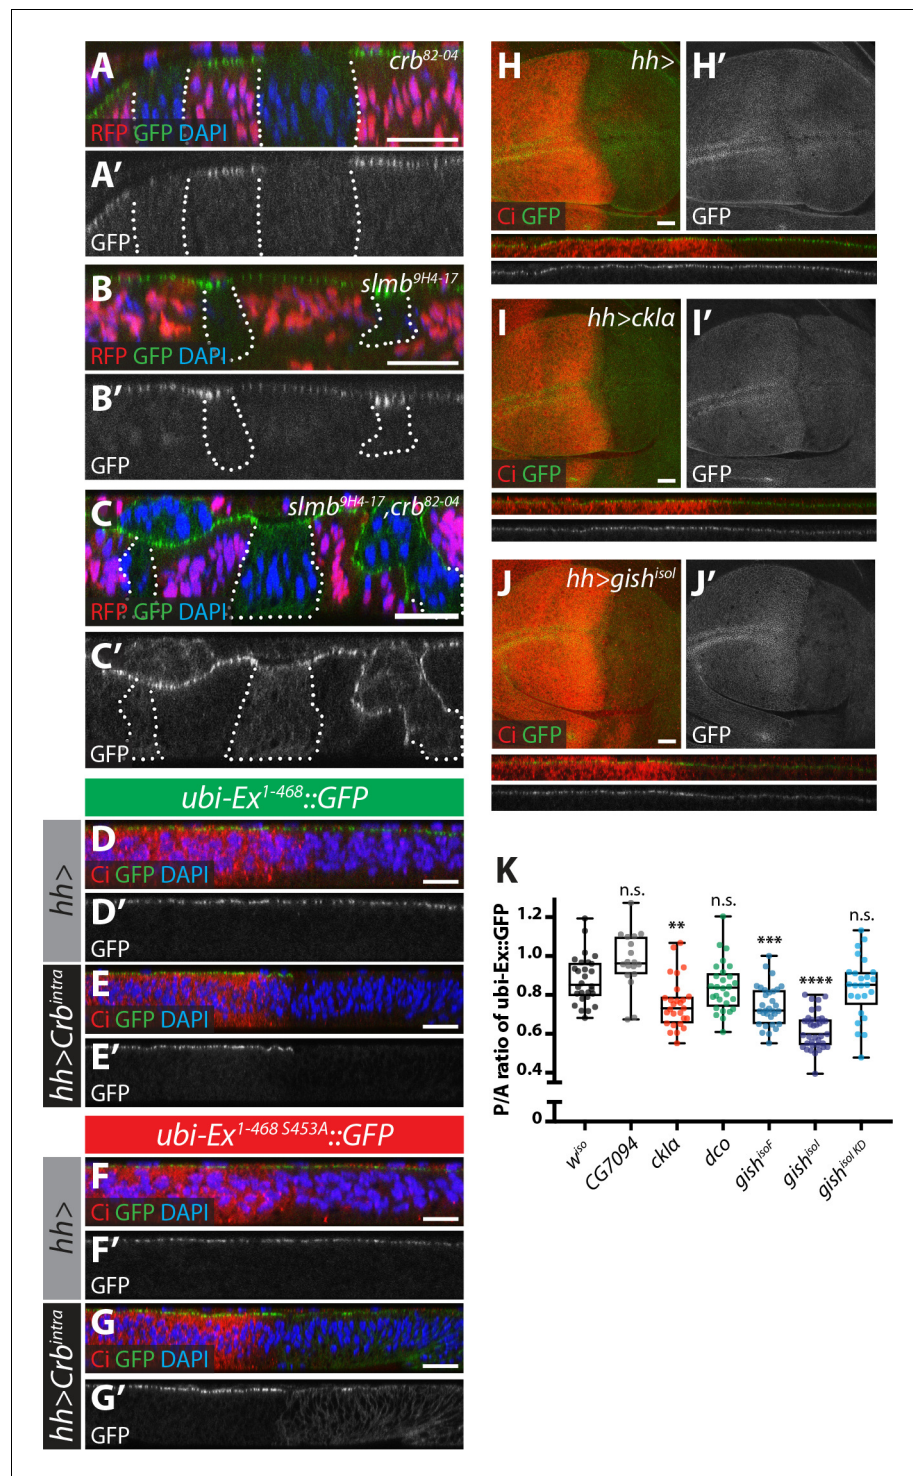 A
crb⁸²⁻⁰⁴
RFP GFP DAPI
A′
GFP
B
slmb⁹ᴴ⁴⁻¹⁷
RFP GFP DAPI
B′
GFP
C
slmb⁹ᴴ⁴⁻¹⁷,crb⁸²⁻⁰⁴
RFP GFP DAPI
C′
GFP
ubi-Ex¹⁻⁴⁶⁸::GFP
hh>
D
Ci GFP DAPI
D′
GFP
hh>Crbⁱⁿᵗʳᵃ
E
Ci GFP DAPI
E′
GFP
ubi-Ex¹⁻⁴⁶⁸ ˢ⁴⁵³ᴬ::GFP
hh>
F
Ci GFP DAPI
F′
GFP
hh>Crbⁱⁿᵗʳᵃ
G
Ci GFP DAPI
G′
GFP
H
hh>
Ci GFP
H′
GFP
I
hh>ckIα
Ci GFP
I′
GFP
J
hh>gishⁱˢᵒᴵ
Ci GFP
J′
GFP
K
P/A ratio of ubi-Ex::GFP
1.2
1.0
0.8
0.6
0.4
0
n.s.
**
n.s.
***
****
n.s.
wⁱˢᵒ
CG7094
ckIα
dco
gishⁱˢᵒF
gishⁱˢᵒᴵ
gishⁱˢᵒᴵ ᴷᴰ